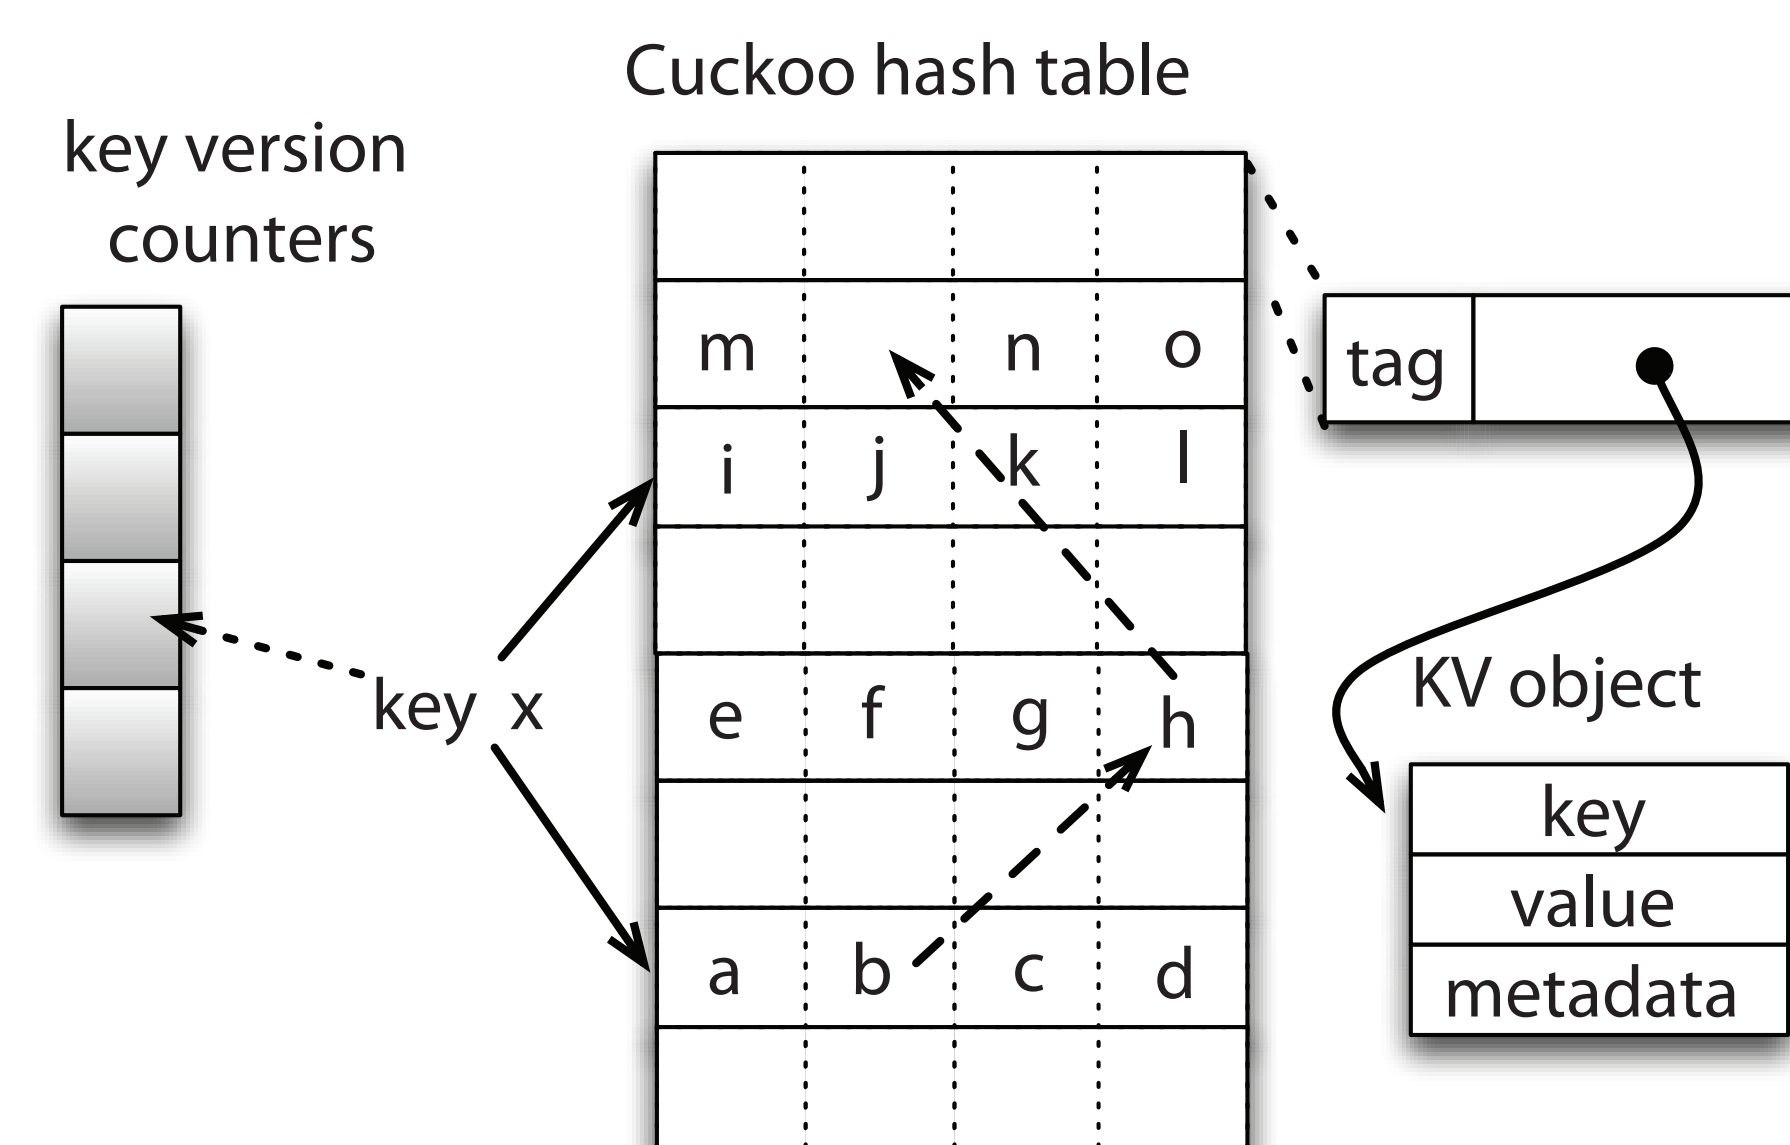 Cuckoo hash table
key version
counters
m n o
tag
i j k l
key x
e f g h
KV object
key
value
a b c d
metadata